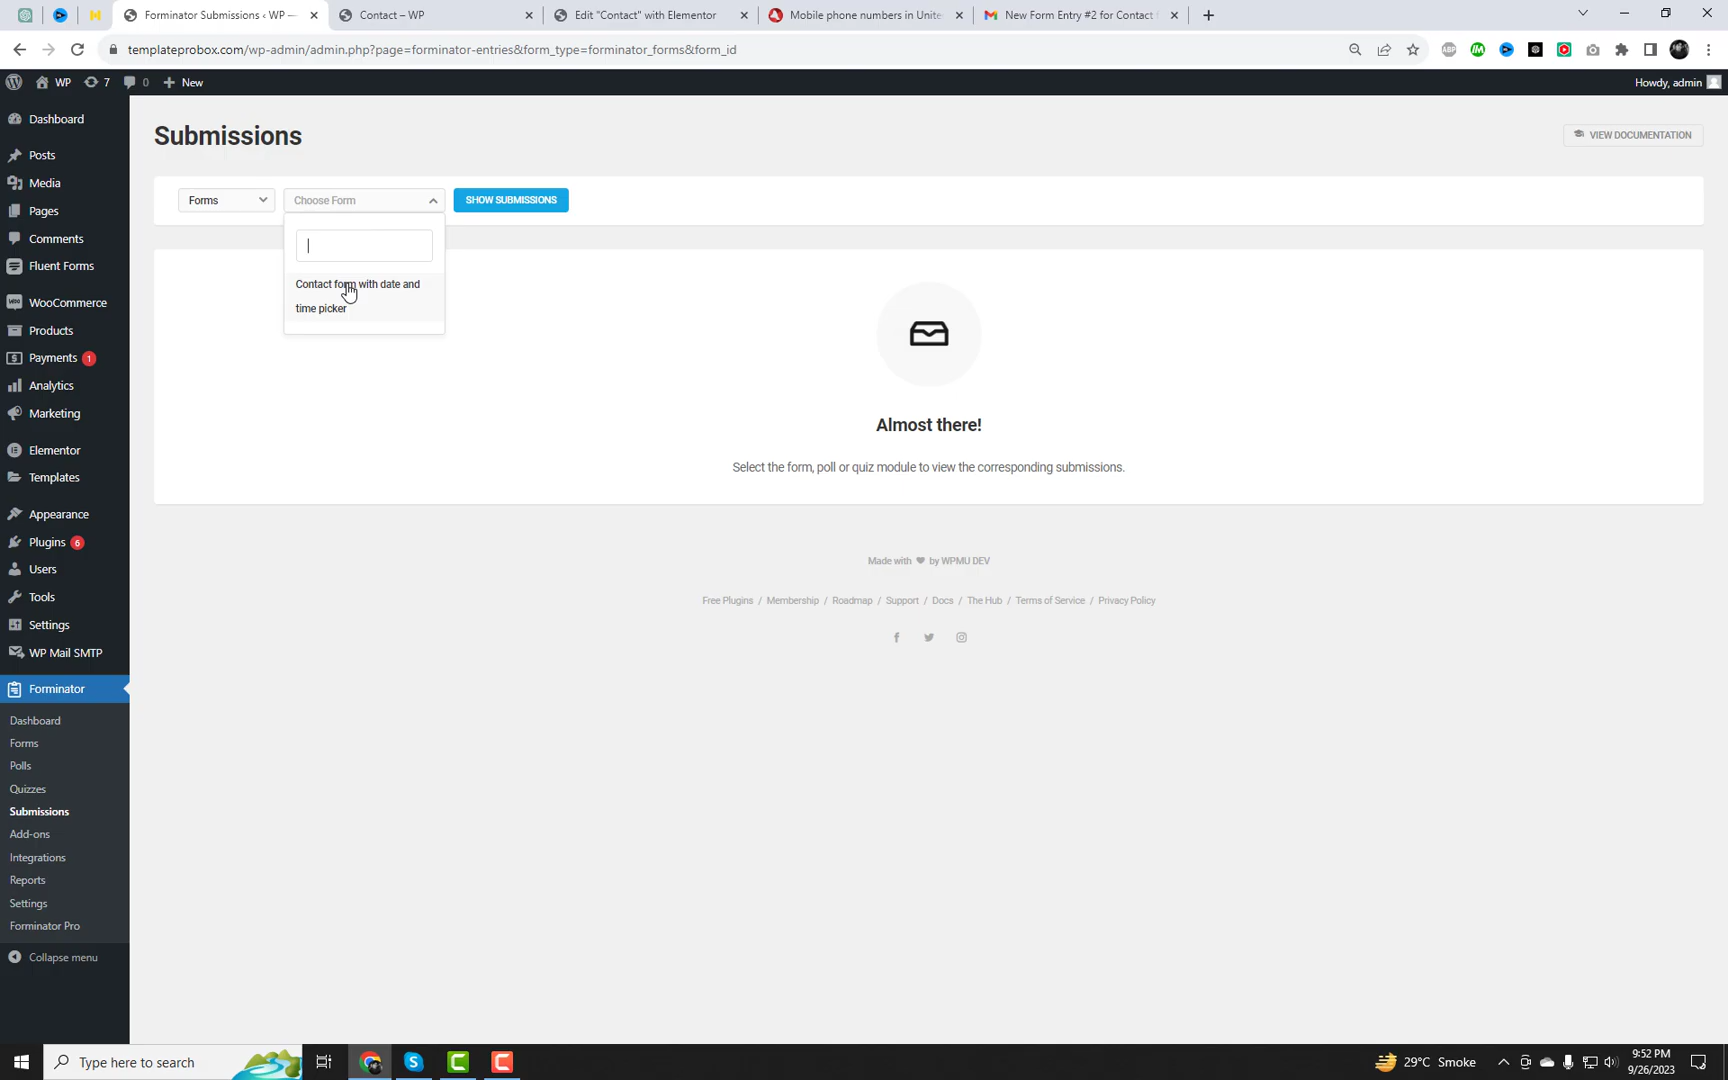 Forminator Submissions ‹ WP —
Contact – WP
Edit "Contact" with Elementor
Mobile phone numbers in Unite
New Form Entry #2 for Contact
templateprobox.com/wp-admin/admin.php?page=forminator-entries&form_type=forminator_forms&form_id
ABP
WP
7
0
New
Howdy, admin
Dashboard
Posts
Media
Pages
Comments
Fluent Forms
WooCommerce
Products
Payments 1
Analytics
Marketing
Elementor
Templates
Appearance
Plugins 6
Users
Tools
Settings
WP Mail SMTP
Forminator
Dashboard
Forms
Polls
Quizzes
Submissions
Add-ons
Integrations
Reports
Settings
Forminator Pro
Collapse menu
Submissions
VIEW DOCUMENTATION
Forms
Choose Form
SHOW SUBMISSIONS
Contact form with date and
time picker
Almost there!
Select the form, poll or quiz module to view the corresponding submissions.
Made with ♥ by WPMU DEV
Free Plugins / Membership / Roadmap / Support / Docs / The Hub / Terms of Service / Privacy Policy
Type here to search
29°C Smoke
9:52 PM
9/26/2023